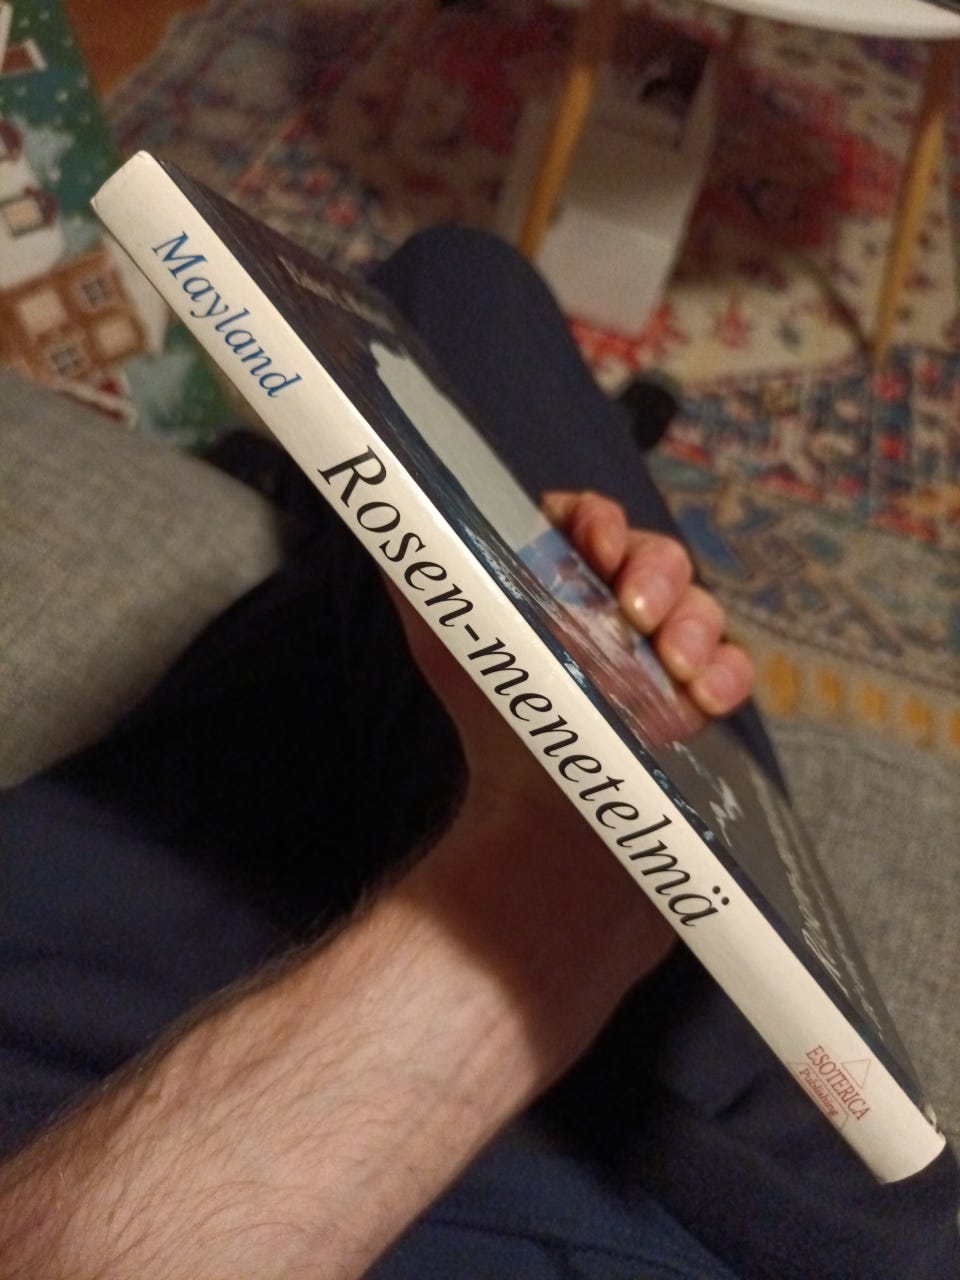 Mayland
Rosen-menetelmä
ESOTERICA
Publishing